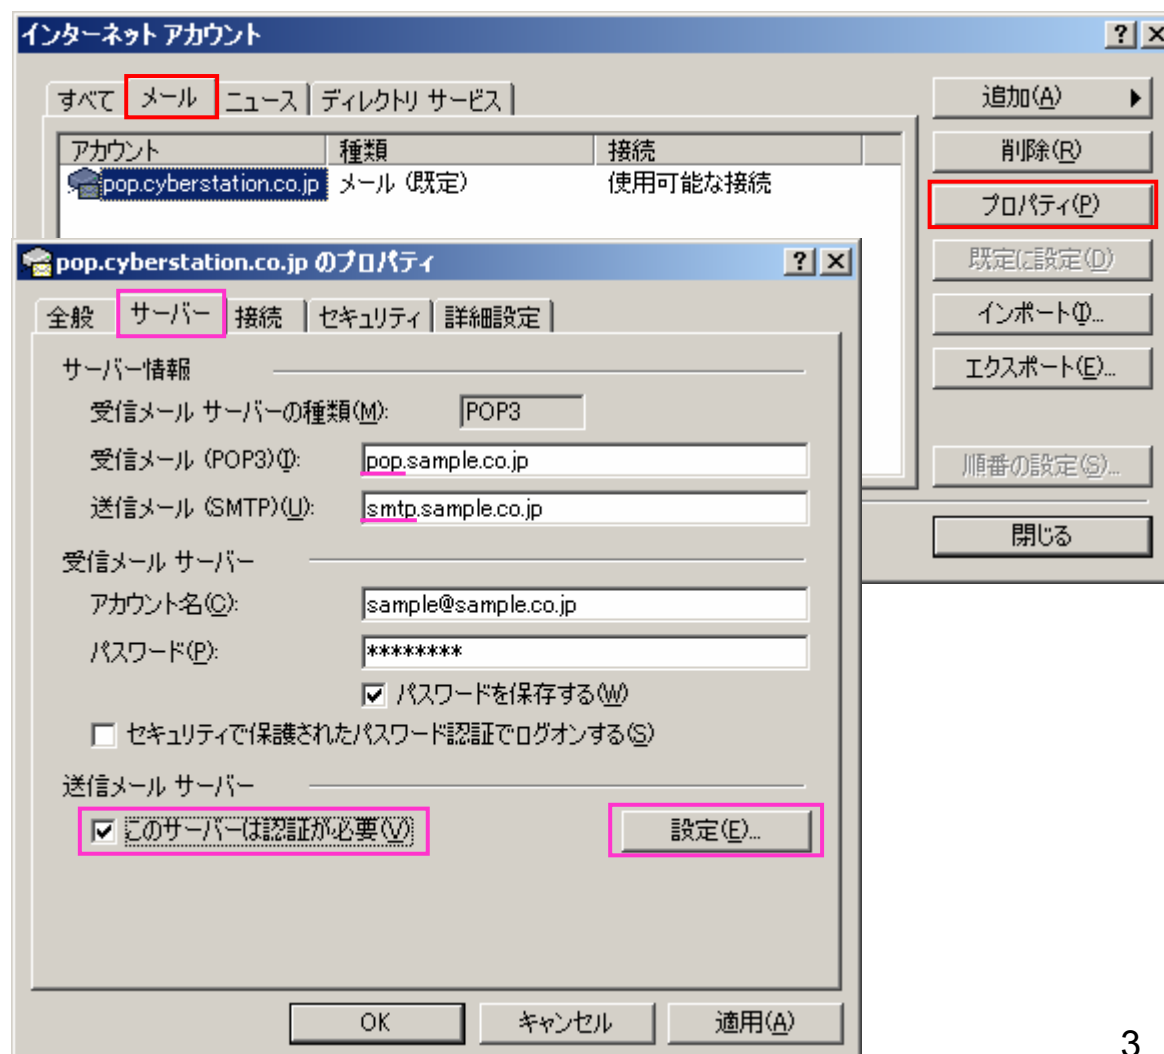 インターネット アカウント
すべて メール ニュース ディレクトリ サービス
追加(A)
アカウント 種類 接続
削除(R)
pop.cyberstation.co.jp メール (既定) 使用可能な接続
プロパティ(P)
既定に設定(D)
インポート(I)...
エクスポート(E)...
順番の設定(S)...
閉じる
pop.cyberstation.co.jp のプロパティ
全般 サーバー 接続 セキュリティ 詳細設定
サーバー情報
受信メール サーバーの種類(M): POP3
受信メール (POP3)(I): pop.sample.co.jp
送信メール (SMTP)(U): smtp.sample.co.jp
受信メール サーバー
アカウント名(C): sample@sample.co.jp
パスワード(P): ********
パスワードを保存する(W)
セキュリティで保護されたパスワード認証でログオンする(S)
送信メール サーバー
このサーバーは認証が必要(V) 設定(E)...
OK キャンセル 適用(A)
3